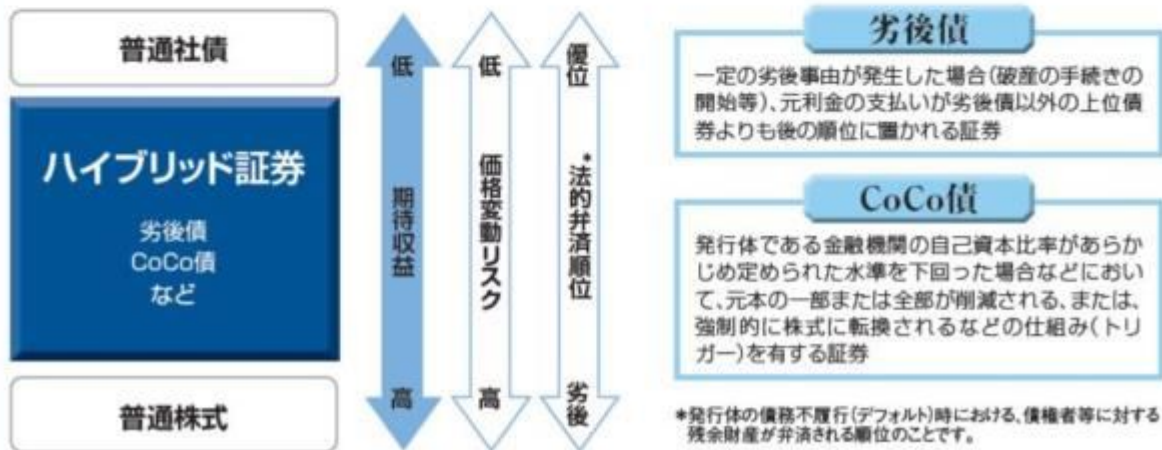 普通社債
ハイブリッド証券
劣後債
CoCo債
など
普通株式
低
期待収益
高
低
価格変動リスク
高
優位
*法的弁済順位
劣後
劣後債
一定の劣後事由が発生した場合(破産の手続きの
開始等)、元利金の支払いが劣後債以外の上位債
券よりも後の順位に置かれる証券
CoCo債
発行体である金融機関の自己資本比率があらか
じめ定められた水準を下回った場合などにおい
て、元本の一部または全部が削減される、または、
強制的に株式に転換されるなどの仕組み(トリ
ガー)を有する証券
*発行体の債務不履行(デフォルト)時における、債権者等に対する
残余財産が弁済される順位のことです。